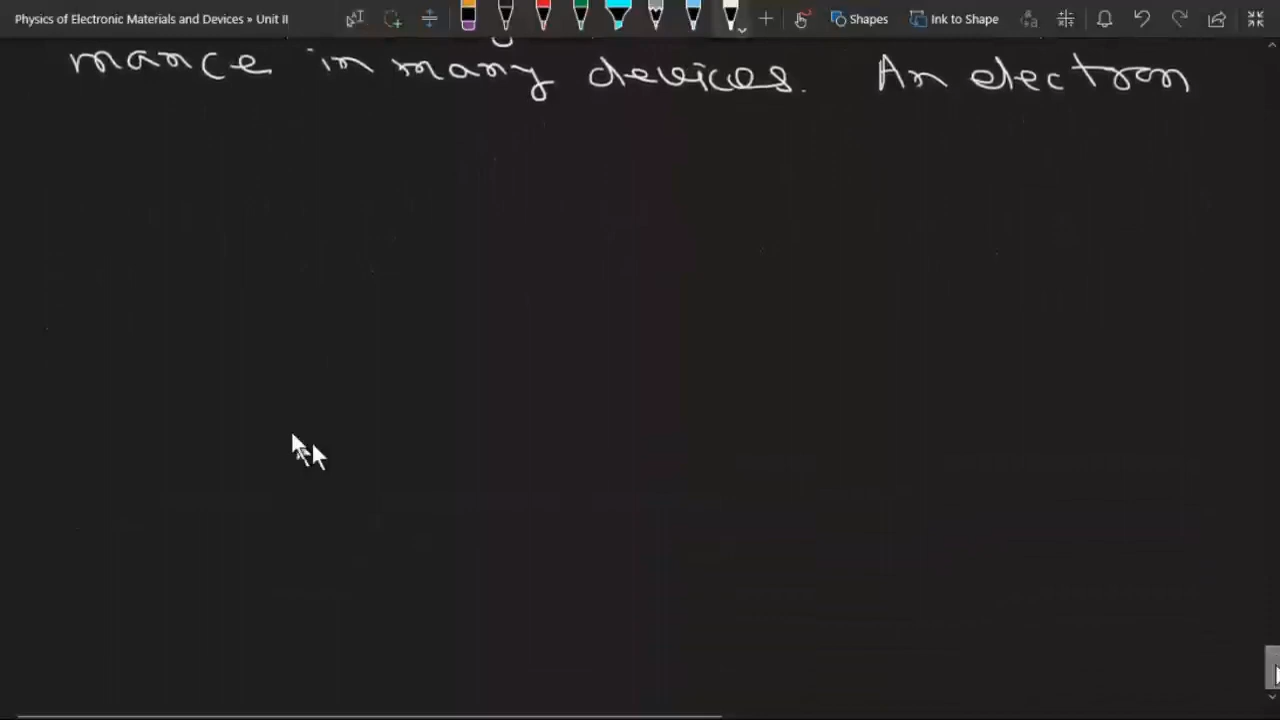 Physics of Electronic Materials and Devices » Unit II
Shapes
Ink to Shape
mance in many devices. An electron